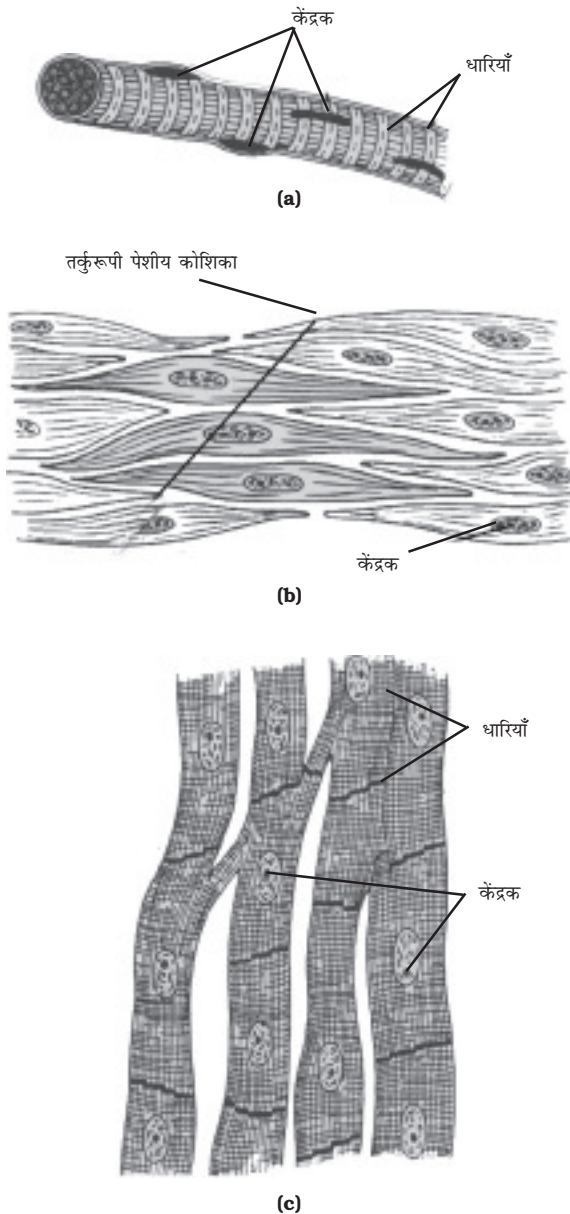 केंद्रक
धारियाँ
(a)
तर्कुरूपी पेशीय कोशिका
केंद्रक
(b)
धारियाँ
केंद्रक
(c)